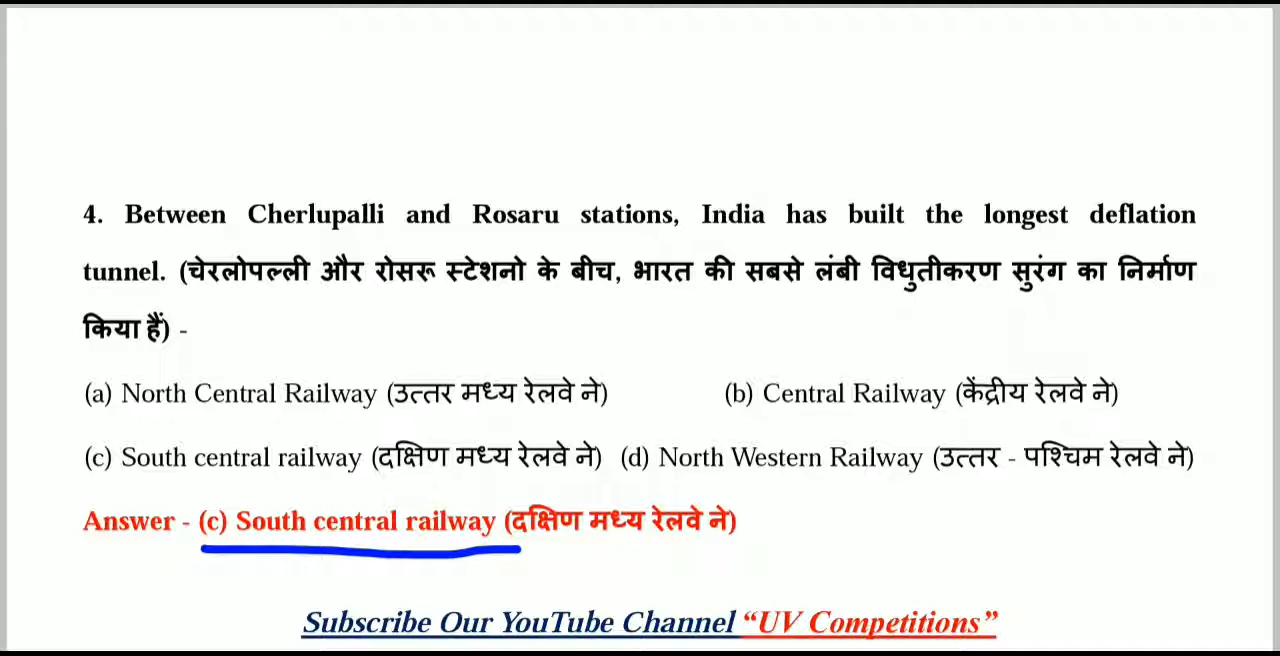 4. Between Cherlupalli and Rosaru stations, India has built the longest deflation
tunnel. (चेरलोपल्ली और रोसरू स्टेशनो के बीच, भारत की सबसे लंबी विधुतीकरण सुरंग का निर्माण
किया हैं) -
(a) North Central Railway (उत्तर मध्य रेलवे ने) (b) Central Railway (केंद्रीय रेलवे ने)
(c) South central railway (दक्षिण मध्य रेलवे ने) (d) North Western Railway (उत्तर - पश्चिम रेलवे ने)
Answer - (c) South central railway (दक्षिण मध्य रेलवे ने)
Subscribe Our YouTube Channel “UV Competitions”